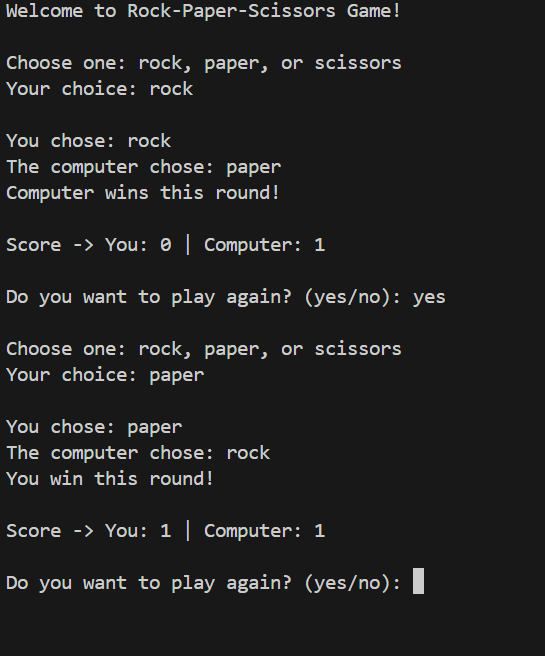 Welcome to Rock-Paper-Scissors Game!
Choose one: rock, paper, or scissors
Your choice: rock
You chose: rock
The computer chose: paper
Computer wins this round!
Score -> You: 0 | Computer: 1
Do you want to play again? (yes/no): yes
Choose one: rock, paper, or scissors
Your choice: paper
You chose: paper
The computer chose: rock
You win this round!
Score -> You: 1 | Computer: 1
Do you want to play again? (yes/no):